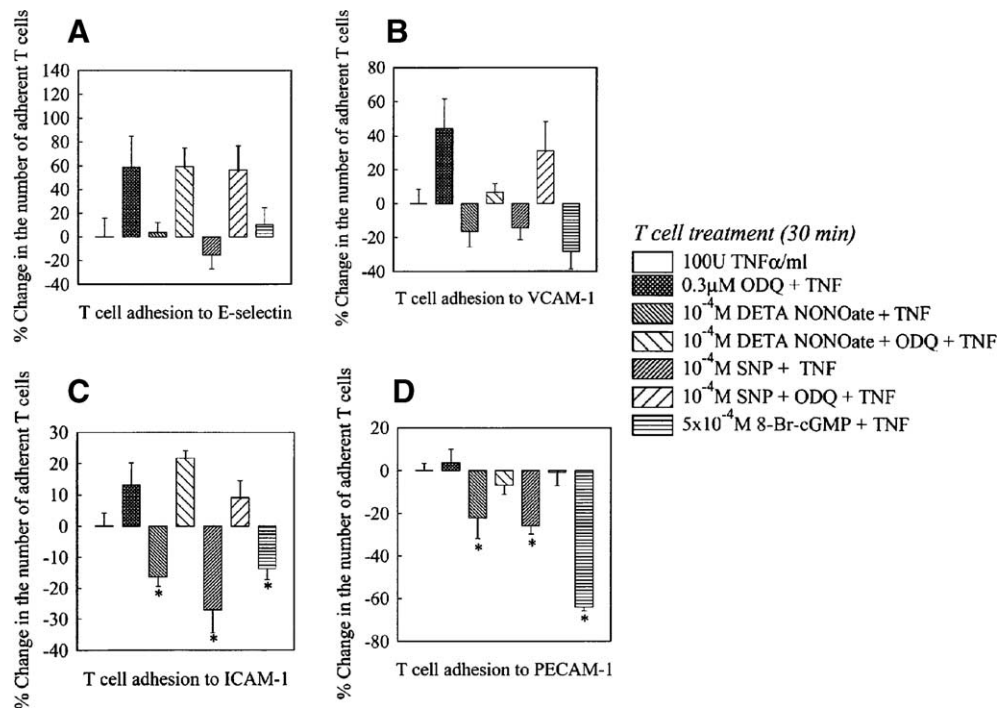 A
% Change in the number of adherent T cells
140
120
100
80
60
40
20
0
-20
-40
T cell adhesion to E-selectin
B
% Change in the number of adherent T cells
80
60
40
20
0
-20
-40
T cell adhesion to VCAM-1
T cell treatment (30 min)
100U TNFα/ml
0.3μM ODQ + TNF
10⁻⁴M DETA NONOate + TNF
10⁻⁴M DETA NONOate + ODQ + TNF
10⁻⁴M SNP + TNF
10⁻⁴M SNP + ODQ + TNF
5x10⁻⁴M 8-Br-cGMP + TNF
C
% Change in the number of adherent T cells
30
20
10
0
-10
-20
-30
-40
*
*
*
T cell adhesion to ICAM-1
D
% Change in the number of adherent T cells
20
0
-20
-40
-60
-80
*
*
*
T cell adhesion to PECAM-1